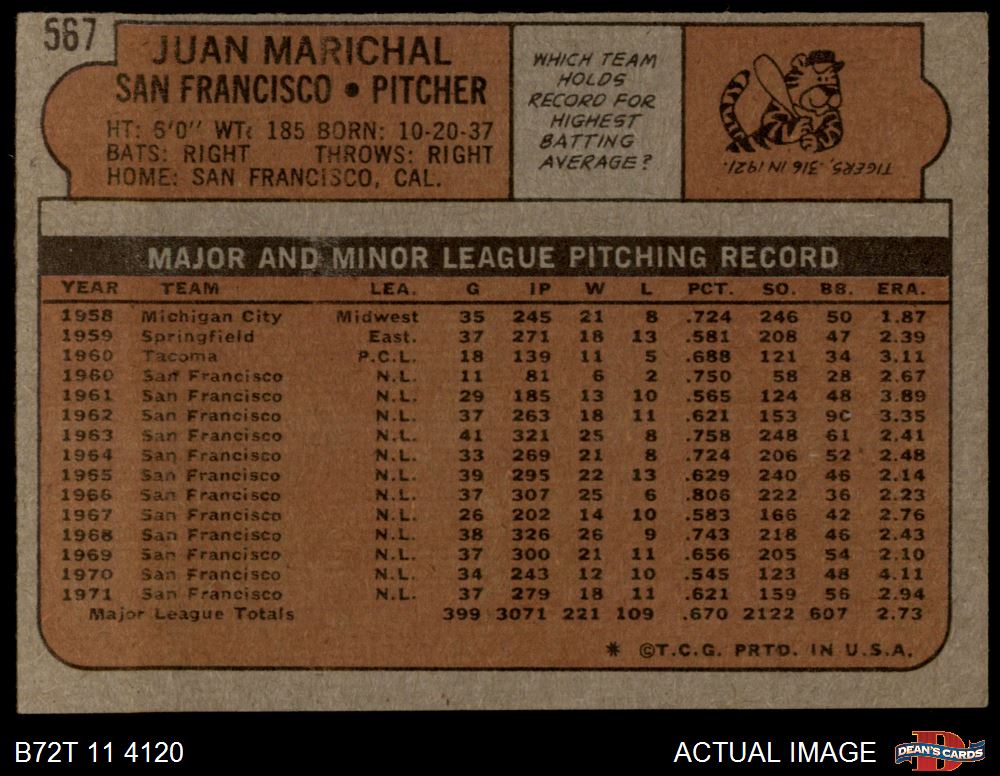 567
JUAN MARICHAL
SAN FRANCISCO • PITCHER
HT: 6'0" WT: 185 BORN: 10-20-37
BATS: RIGHT THROWS: RIGHT
HOME: SAN FRANCISCO, CAL.
WHICH TEAM
HOLDS
RECORD FOR
HIGHEST
BATTING
AVERAGE?
TIGERS, .316 IN 1921.
MAJOR AND MINOR LEAGUE PITCHING RECORD
YEAR TEAM LEA. G IP W L PCT. SO. BB. ERA.
1958 Michigan City Midwest 35 245 21 8 .724 246 50 1.87
1959 Springfield East. 37 271 18 13 .581 208 47 2.39
1960 Tacoma P.C.L. 18 139 11 5 .688 121 34 3.11
1960 San Francisco N.L. 11 81 6 2 .750 58 28 2.67
1961 San Francisco N.L. 29 185 13 10 .565 124 48 3.89
1962 San Francisco N.L. 37 263 18 11 .621 153 90 3.35
1963 San Francisco N.L. 41 321 25 8 .758 248 61 2.41
1964 San Francisco N.L. 33 269 21 8 .724 206 52 2.48
1965 San Francisco N.L. 39 295 22 13 .629 240 46 2.14
1966 San Francisco N.L. 37 307 25 6 .806 222 36 2.23
1967 San Francisco N.L. 26 202 14 10 .583 166 42 2.76
1968 San Francisco N.L. 38 326 26 9 .743 218 46 2.43
1969 San Francisco N.L. 37 300 21 11 .656 205 54 2.10
1970 San Francisco N.L. 34 243 12 10 .545 123 48 4.11
1971 San Francisco N.L. 37 279 18 11 .621 159 56 2.94
Major League Totals 399 3071 221 109 .670 2122 607 2.73
* ©T.C.G. PRTD. IN U.S.A.
B72T 11 4120
ACTUAL IMAGE
D
DEAN'S CARDS